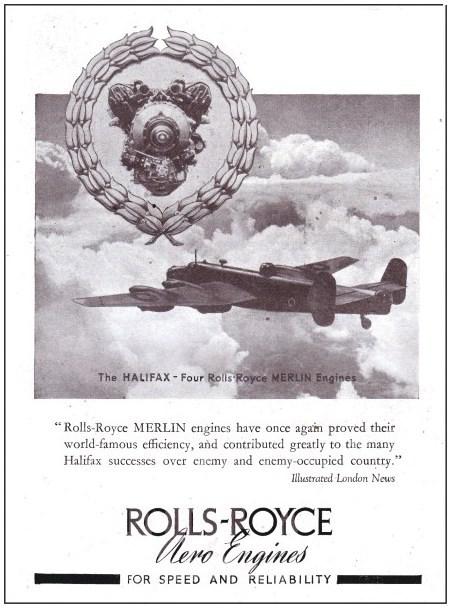 The HALIFAX - Four Rolls-Royce MERLIN Engines
“Rolls-Royce MERLIN engines have once again proved their
world-famous efficiency, and contributed greatly to the many
Halifax successes over enemy and enemy-occupied country.”
Illustrated London News
ROLLS-ROYCE
Aero Engines
FOR SPEED AND RELIABILITY